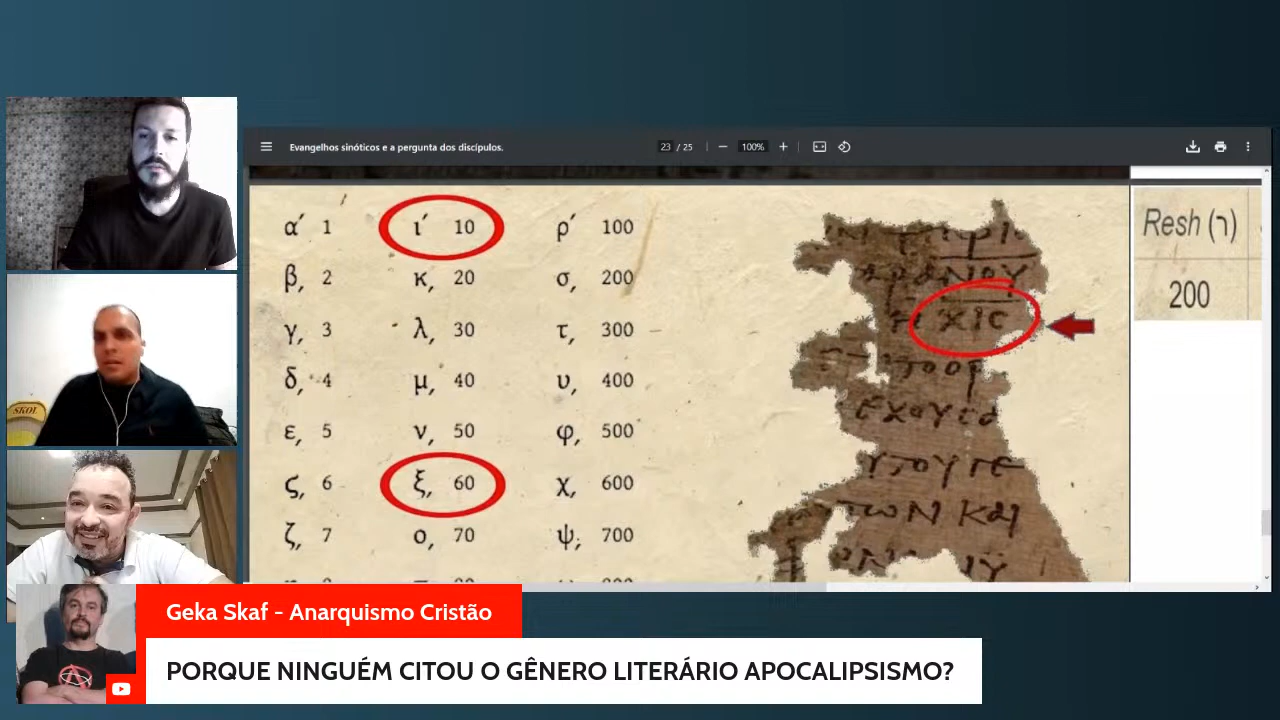 Evangelhos sinóticos e a pergunta dos discípulos.
23 / 25
100%
α´ 1 ι´ 10 ρ´ 100
β, 2 κ, 20 σ, 200
γ, 3 λ, 30 τ, 300
δ, 4 μ, 40 υ, 400
ε, 5 ν, 50 φ, 500
ς, 6 ξ, 60 χ, 600
ζ, 7 ο, 70 ψ, 700
ΧΙϹ
Resh (ר)
200
SKOL
Geka Skaf - Anarquismo Cristão
PORQUE NINGUÉM CITOU O GÊNERO LITERÁRIO APOCALIPSISMO?